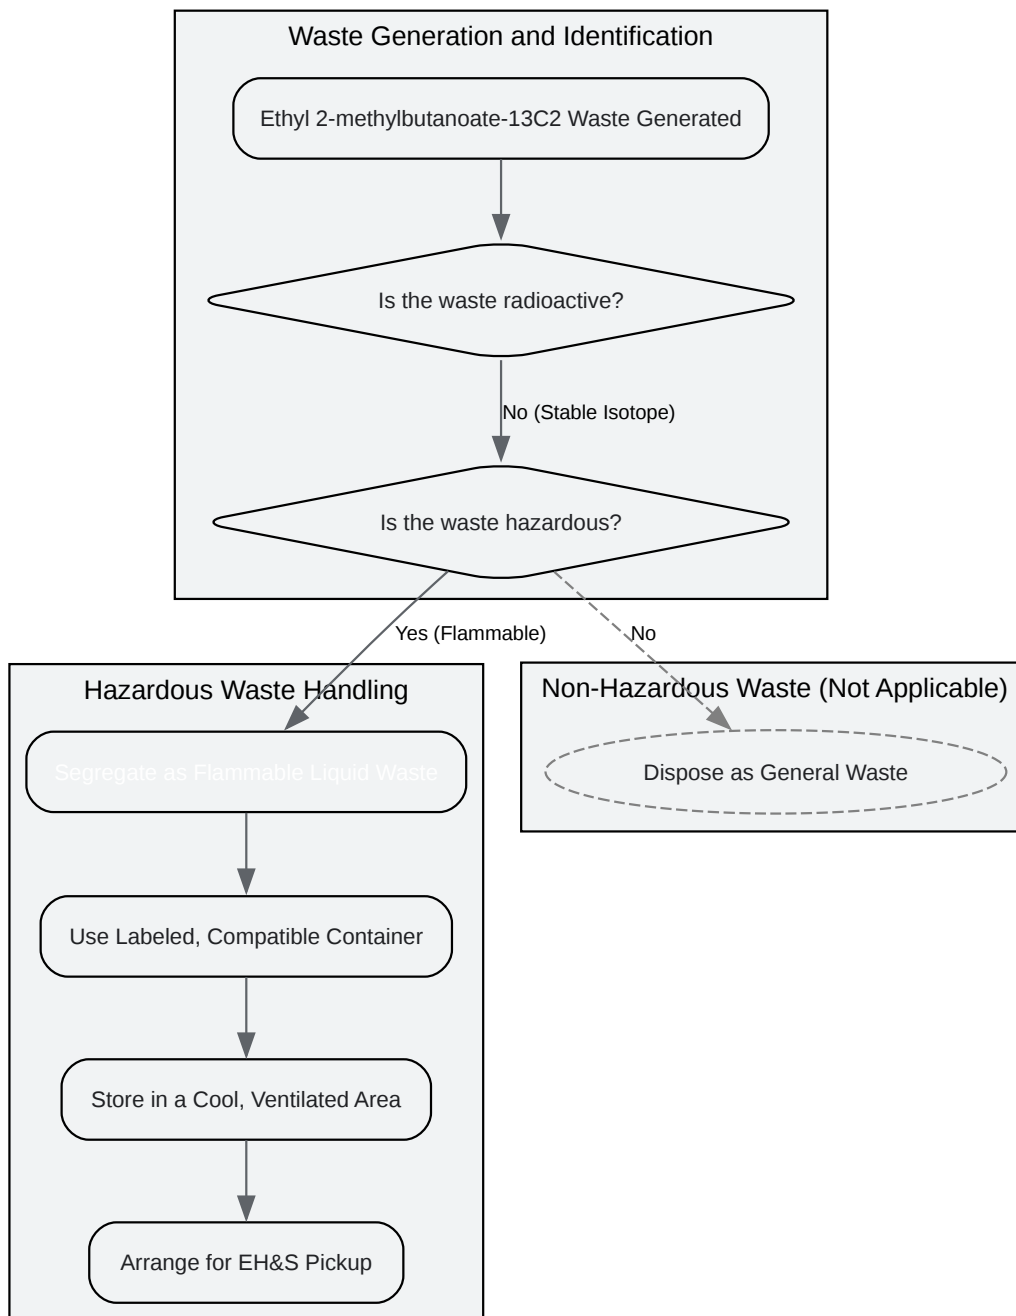 Waste Generation and Identification
Ethyl 2-methylbutanoate-13C2 Waste Generated
Is the waste radioactive?
No (Stable Isotope)
Is the waste hazardous?
Yes (Flammable)
No
Hazardous Waste Handling
Non-Hazardous Waste (Not Applicable)
Segregate as Flammable Liquid Waste
Dispose as General Waste
Use Labeled, Compatible Container
Store in a Cool, Ventilated Area
Arrange for EH&S Pickup